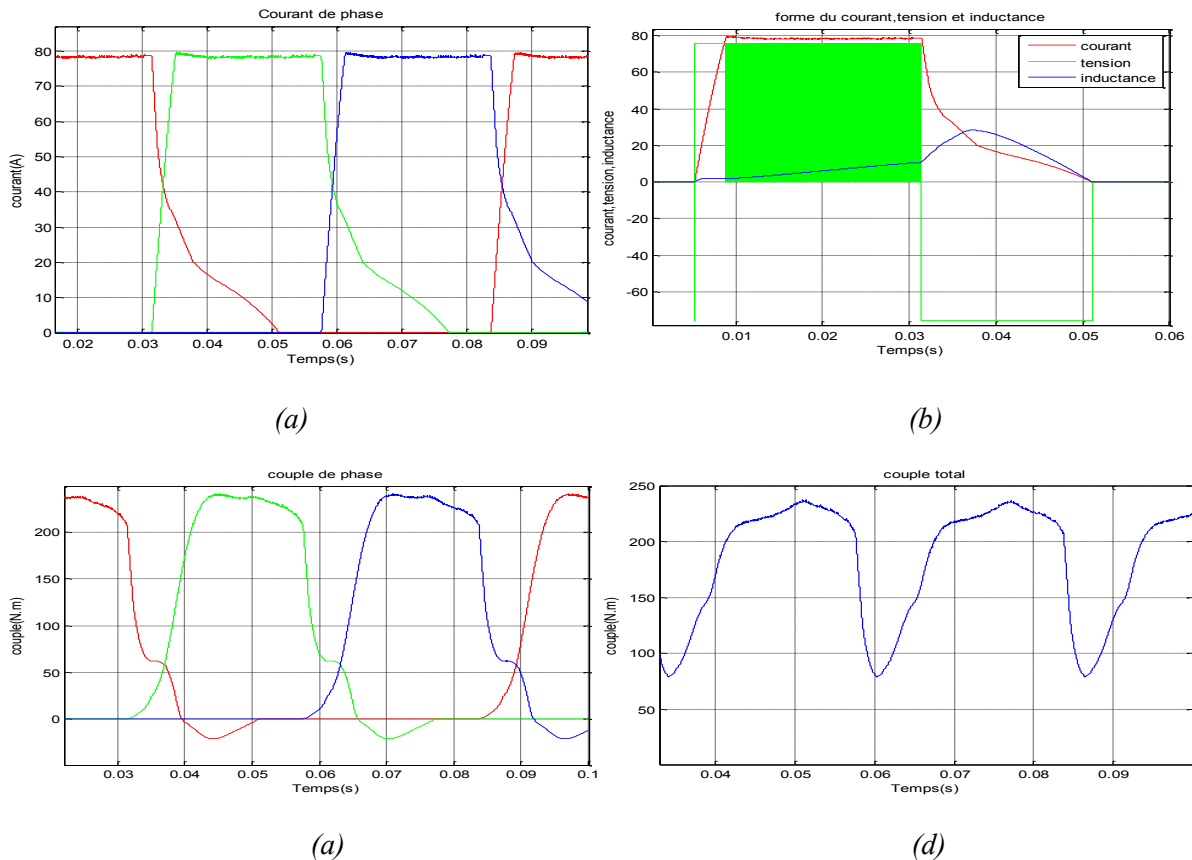 Courant de phase
80
70
60
50
40
30
20
10
0
courant(A)
0.02 0.03 0.04 0.05 0.06 0.07 0.08 0.09
Temps(s)
(a)
forme du courant,tension et inductance
courant
tension
inductance
80
60
40
20
0
-20
-40
-60
courant,tension,inductance
0.01 0.02 0.03 0.04 0.05 0.06
Temps(s)
(b)
couple de phase
200
150
100
50
0
couple(N.m)
0.03 0.04 0.05 0.06 0.07 0.08 0.09 0.1
Temps(s)
(a)
couple total
250
200
150
100
50
couple(N.m)
0.04 0.05 0.06 0.07 0.08 0.09
Temps(s)
(d)